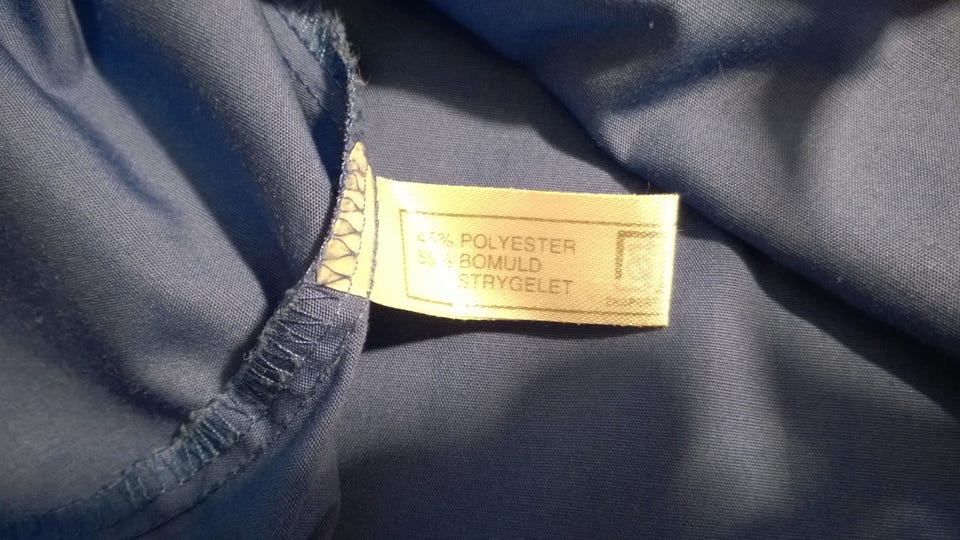 45% POLYESTER
55% BOMULD
STRYGELET